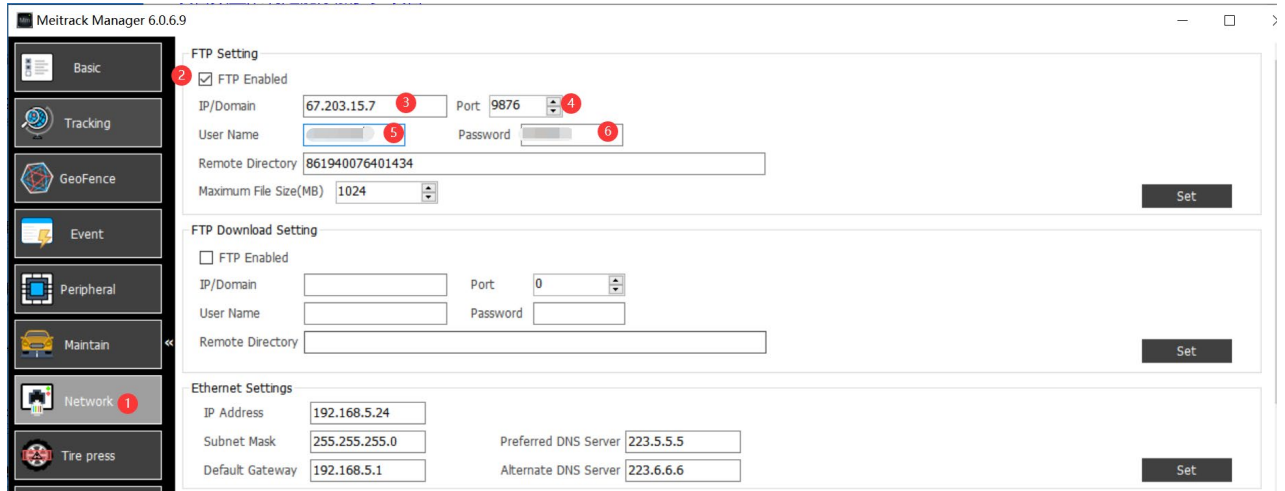 Meitrack Manager 6.0.6.9
Basic
Tracking
GeoFence
Event
Peripheral
Maintain
«
Network 1
Tire press
FTP Setting
2 FTP Enabled
IP/Domain 67.203.15.7 3 Port 9876 4
User Name 5 Password 6
Remote Directory 861940076401434
Maximum File Size(MB) 1024
Set
FTP Download Setting
FTP Enabled
IP/Domain Port 0
User Name Password
Remote Directory
Set
Ethernet Settings
IP Address 192.168.5.24
Subnet Mask 255.255.255.0 Preferred DNS Server 223.5.5.5
Default Gateway 192.168.5.1 Alternate DNS Server 223.6.6.6
Set